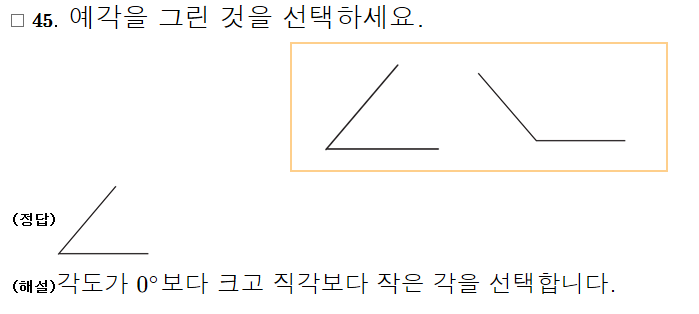 □ 45. 예각을 그린 것을 선택하세요.
(정답)
(해설)각도가 0°보다 크고 직각보다 작은 각을 선택합니다.